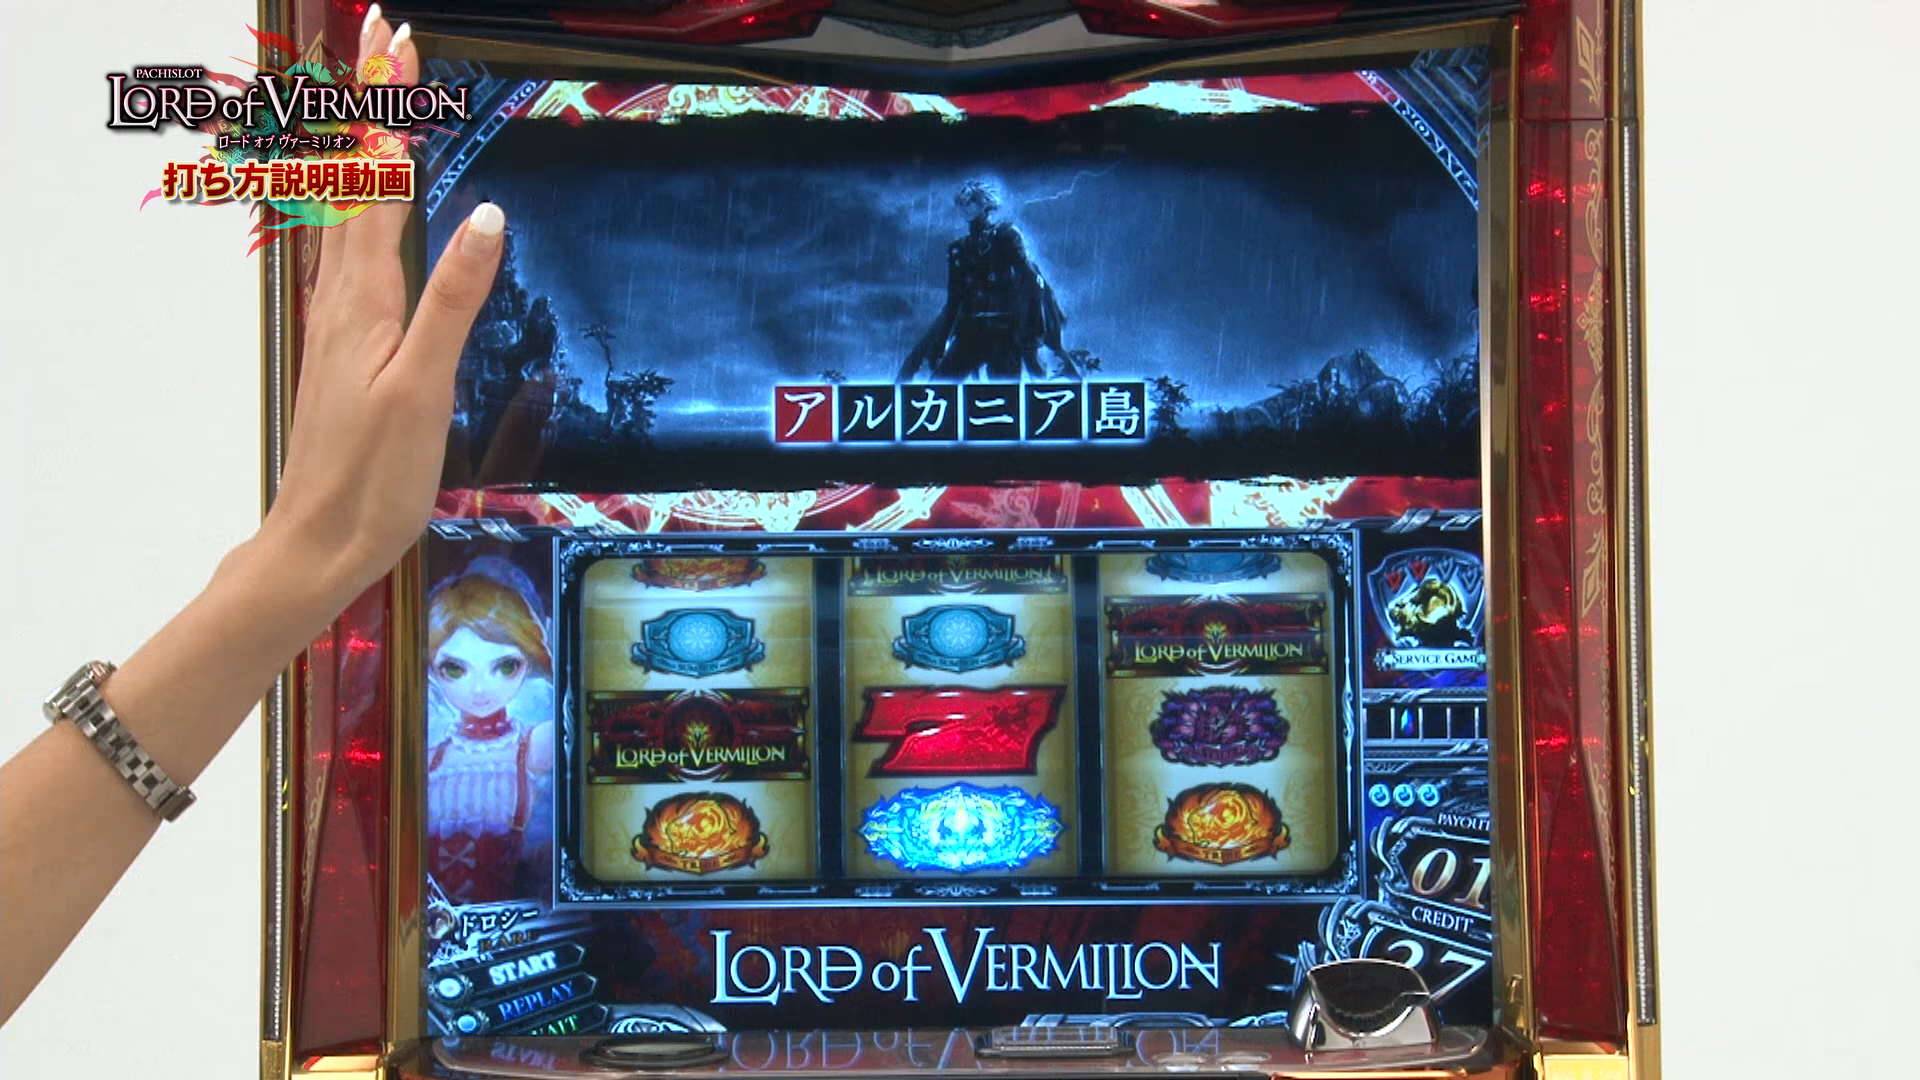 PACHISLOT
LORD of VERMILION
ロード オブ ヴァーミリオン
打ち方説明動画
アルカニア島
LORD of VERMILION
LORD of VERMILION
SERVICE GAME
LORD of VERMILION
PAYOUT
01
CREDIT
27
ドロシー
START
REPLAY
WAIT
LORD of VERMILION